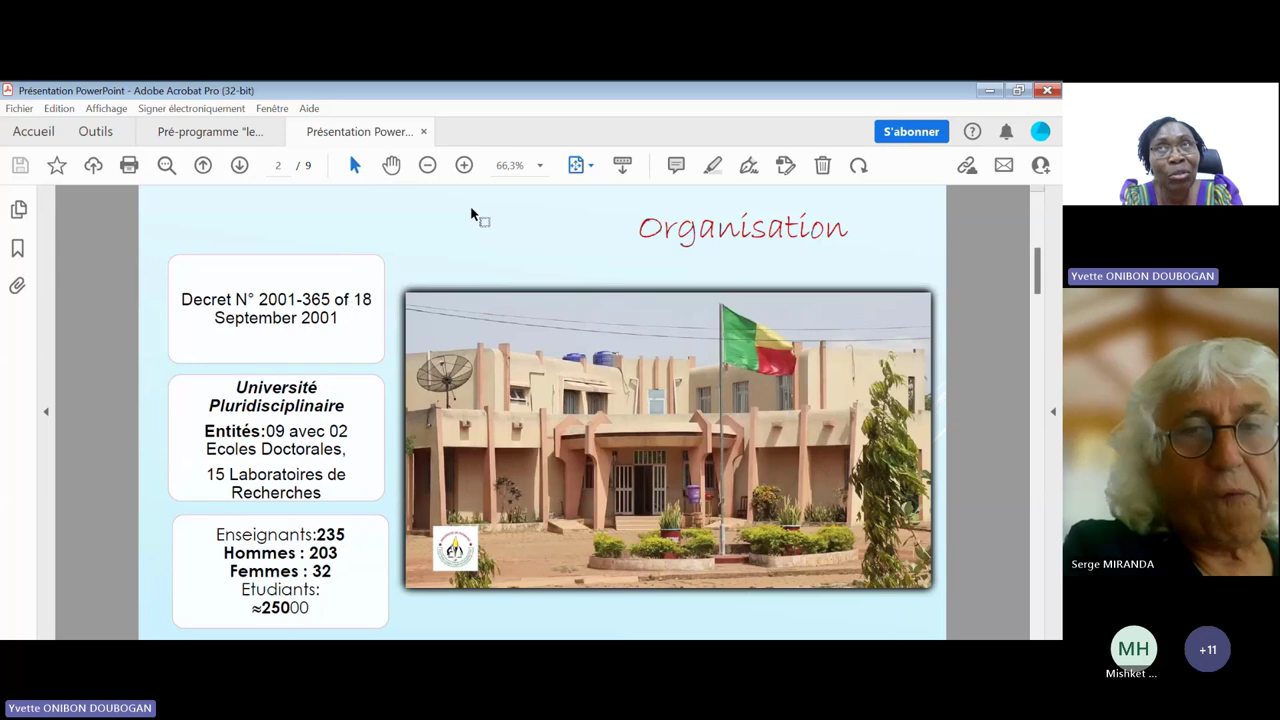 Présentation PowerPoint - Adobe Acrobat Pro (32-bit)
Fichier Edition Affichage Signer électroniquement Fenêtre Aide
Accueil Outils Pré-programme "le... Présentation Power... × S'abonner
2 / 9 66,3%
Organisation
Decret N° 2001-365 of 18
September 2001
Université
Pluridisciplinaire
Entités:09 avec 02
Ecoles Doctorales,
15 Laboratoires de
Recherches
Enseignants:235
Hommes : 203
Femmes : 32
Etudiants:
≈25000
Yvette ONIBON DOUBOGAN
Serge MIRANDA
MH
Mishket ...
+11
Yvette ONIBON DOUBOGAN